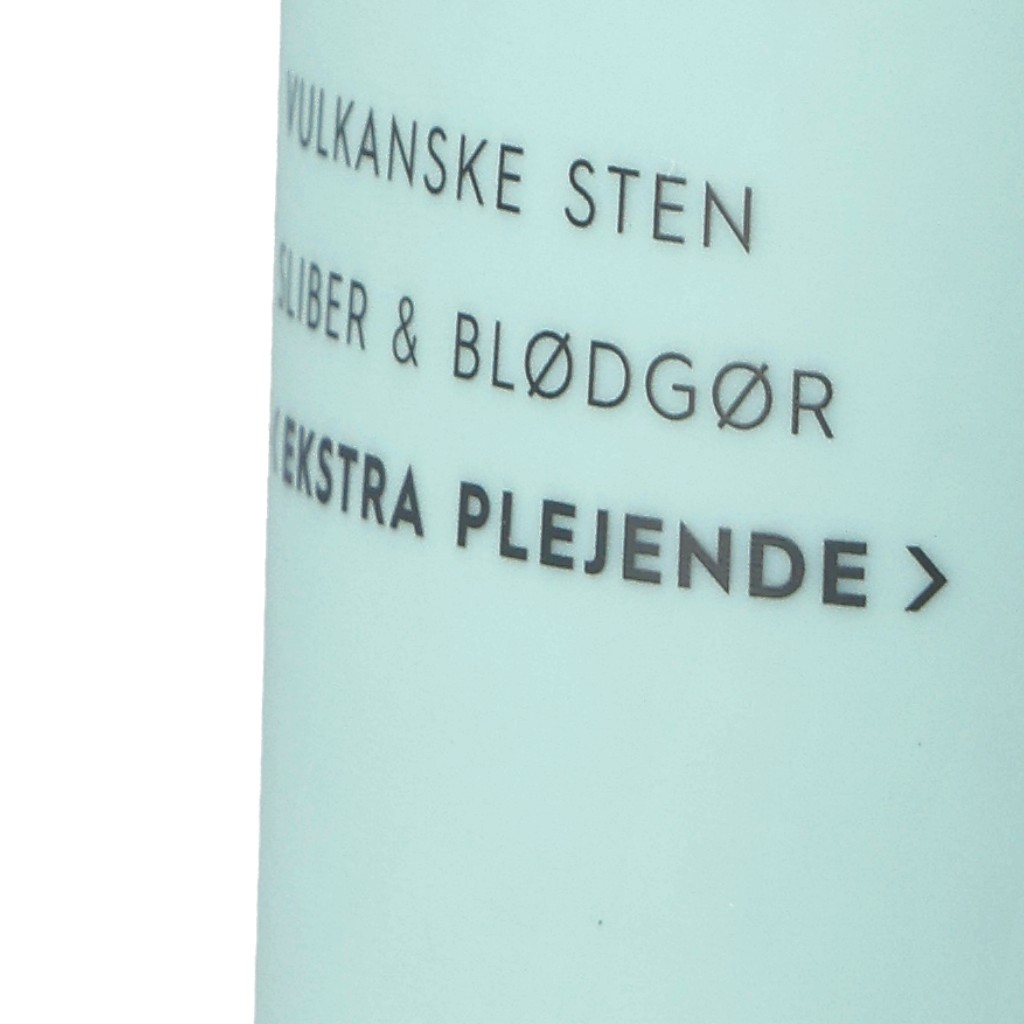 VULKANSKE STEN
SLIBER & BLØDGØR
< EKSTRA PLEJENDE >